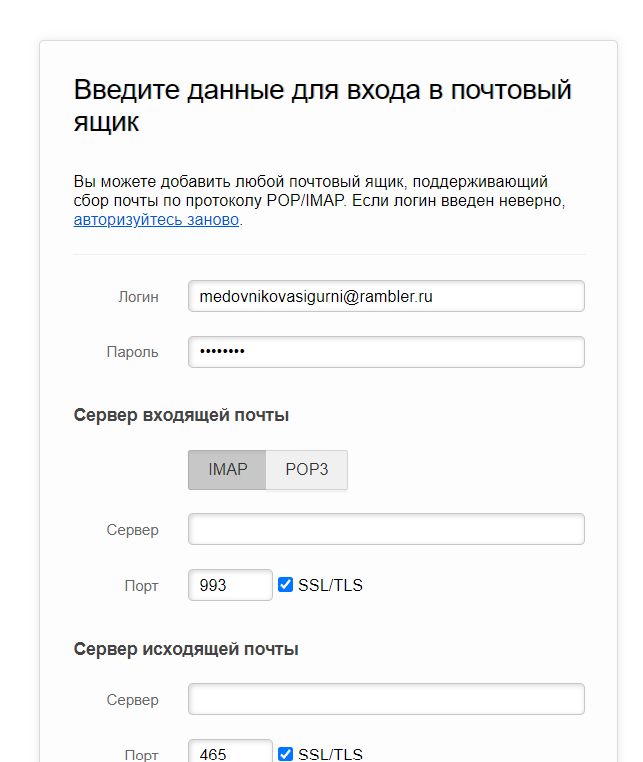 Введите данные для входа в почтовый
ящик
Вы можете добавить любой почтовый ящик, поддерживающий
сбор почты по протоколу POP/IMAP. Если логин введен неверно,
авторизуйтесь заново.
Логин medovnikovasigurni@rambler.ru
Пароль ••••••••
Сервер входящей почты
IMAP POP3
Сервер
Порт 993 SSL/TLS
Сервер исходящей почты
Сервер
Порт 465 SSL/TLS